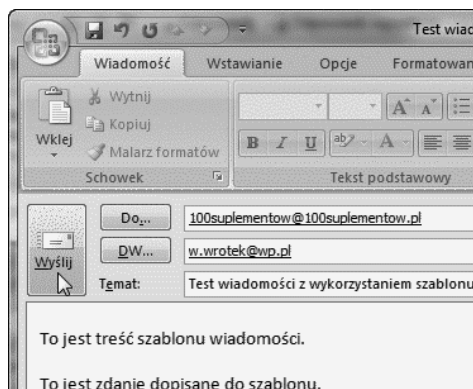 Test wiad
Wiadomość Wstawianie Opcje Formatowan
Wklej
Wytnij
Kopiuj
Malarz formatów
Schowek
B I U ab A
A A
Tekst podstawowy
Wyślij
Do...
100suplementow@100suplementow.pl
DW...
w.wrotek@wp.pl
Temat:
Test wiadomości z wykorzystaniem szablonu
To jest treść szablonu wiadomości.
To jest zdanie dopisane do szablonu.